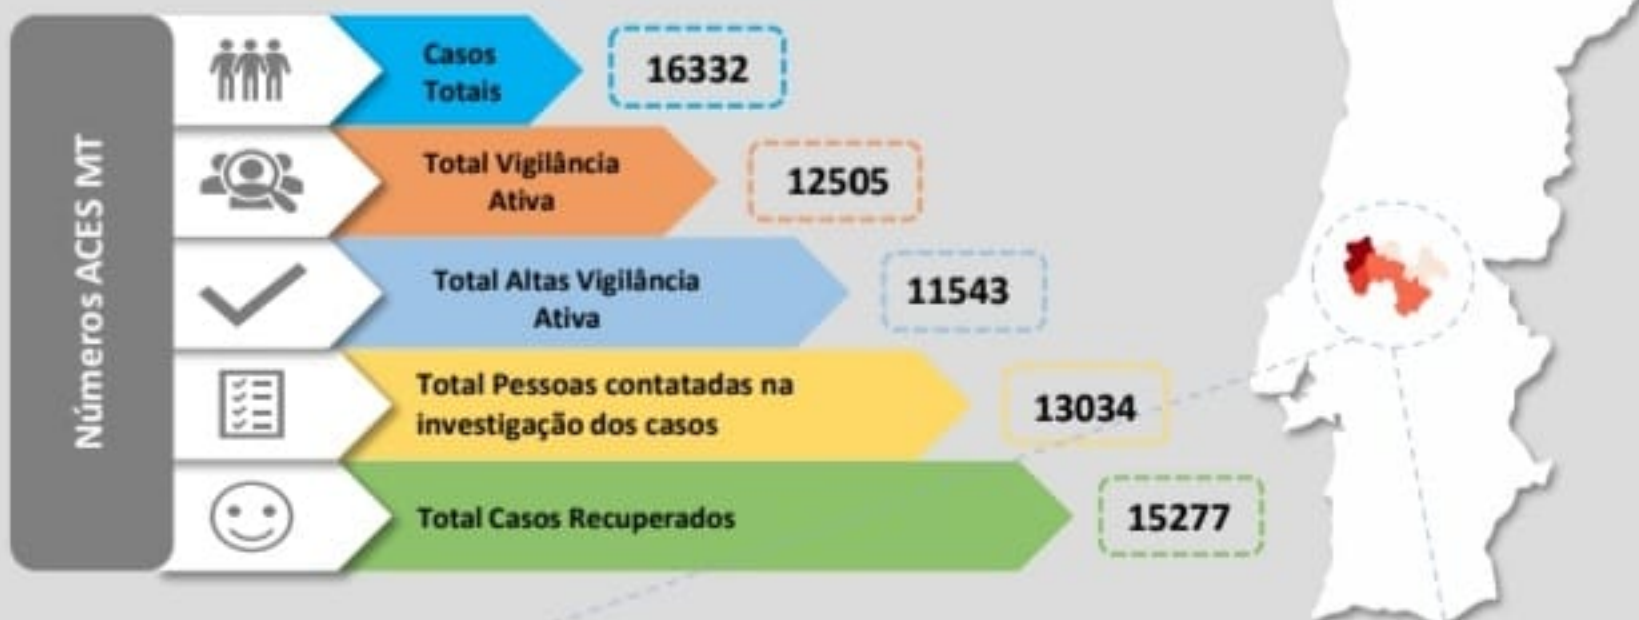 Números ACES MT
Casos
Totais
16332
Total Vigilância
Ativa
12505
Total Altas Vigilância
Ativa
11543
Total Pessoas contatadas na
investigação dos casos
13034
Total Casos Recuperados
15277